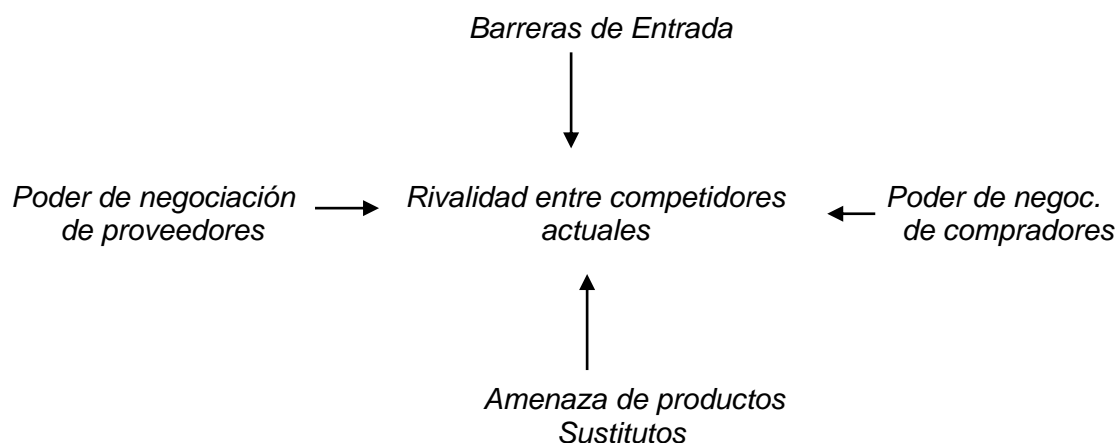 Barreras de Entrada
Poder de negociación
de proveedores
Rivalidad entre competidores
actuales
Poder de negoc.
de compradores
Amenaza de productos
Sustitutos